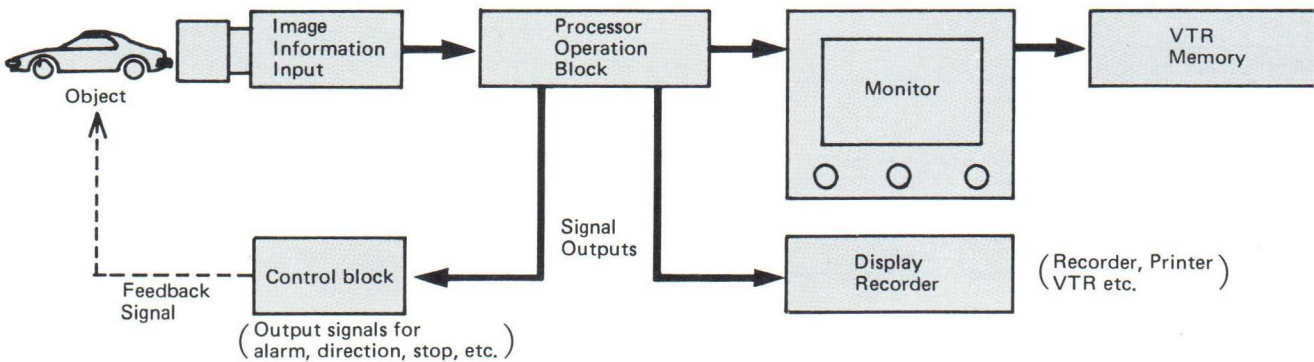 Object
Image
Information
Input
Processor
Operation
Block
Monitor
VTR
Memory
Signal
Outputs
Control block
Feedback
Signal
(Output signals for
alarm, direction, stop, etc.)
Display
Recorder
(Recorder, Printer
VTR etc.)